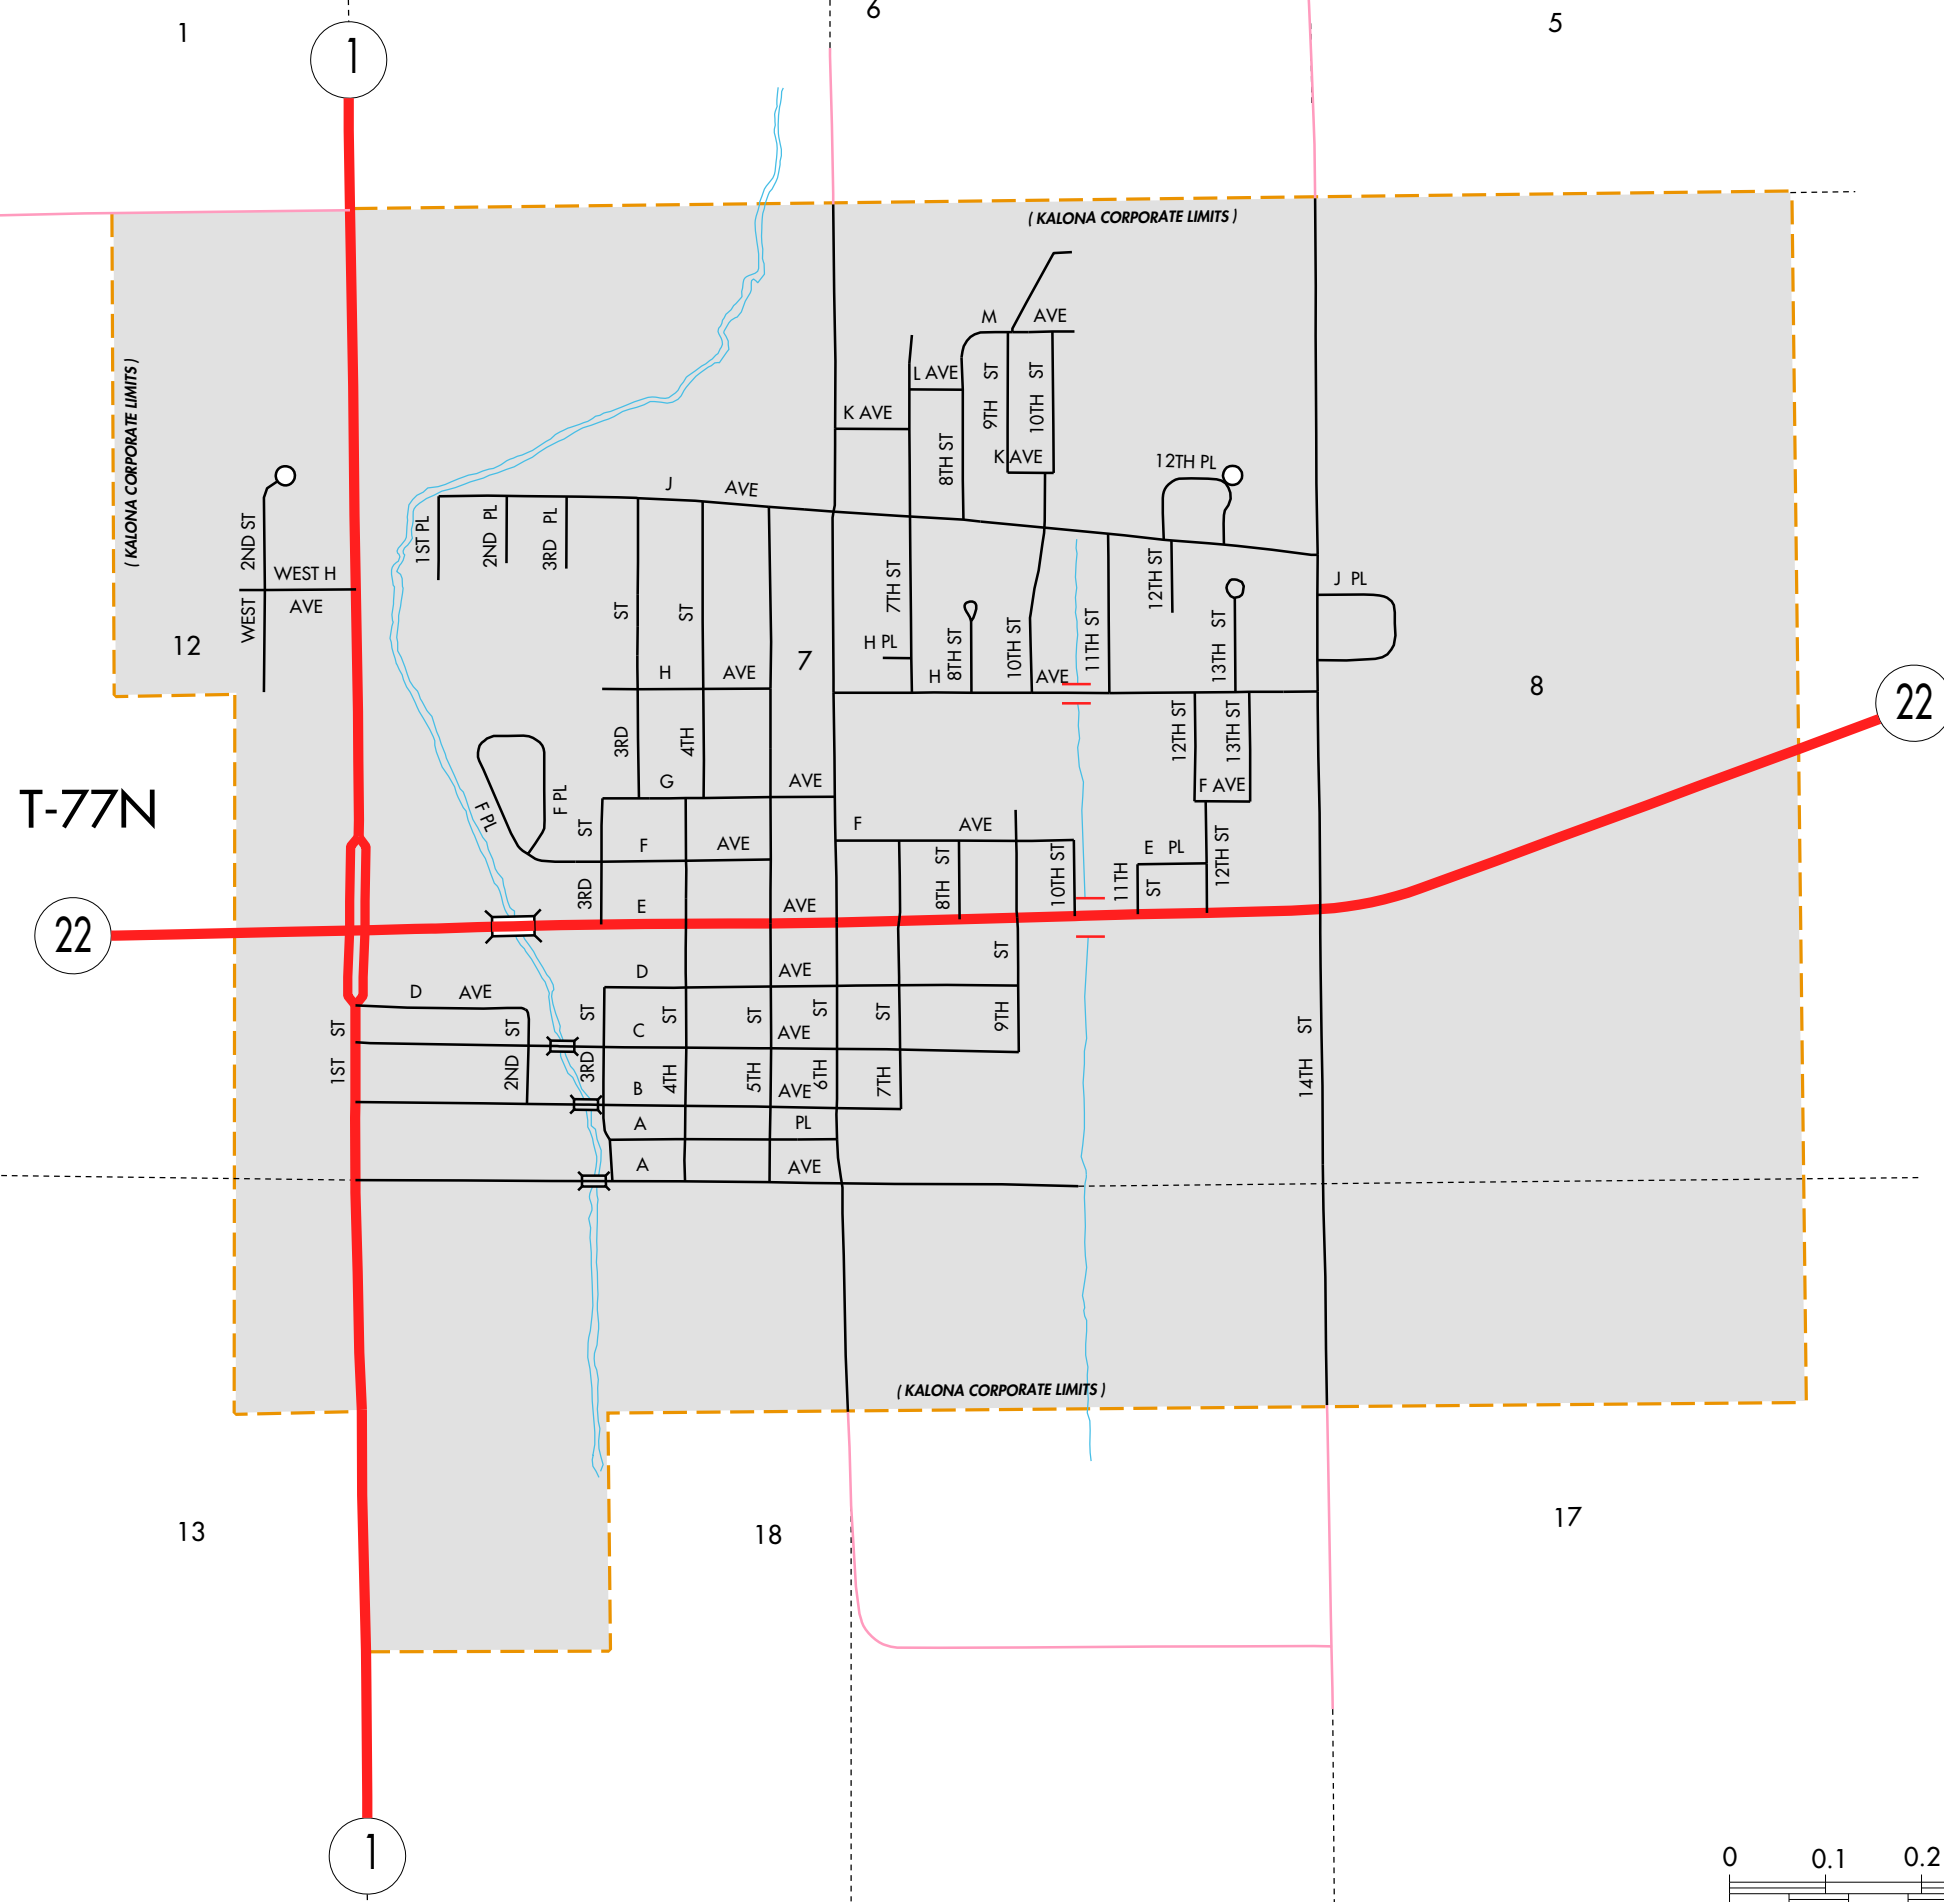 1
6
5
1
( KALONA CORPORATE LIMITS )
( KALONA CORPORATE LIMITS )
M AVE
L AVE
K AVE
9TH ST
10TH ST
8TH ST
K AVE
12TH PL
J AVE
1ST PL
2ND PL
3RD PL
WEST 2ND ST
WEST H
AVE
12
7TH ST
12TH ST
J PL
ST
ST
H PL
8TH ST
10TH ST
11TH ST
13TH ST
7
H AVE
H AVE
8
22
3RD
4TH
12TH ST
13TH ST
G AVE
F AVE
T-77N
F PL
F PL
3RD ST
F AVE
F AVE
E PL
12TH ST
8TH ST
10TH ST
11TH
ST
E AVE
22
D AVE
9TH ST
D AVE
1ST ST
2ND ST
3RD ST
C AVE
4TH ST
5TH ST
6TH ST
7TH ST
14TH ST
B AVE
A PL
A AVE
( KALONA CORPORATE LIMITS )
13
18
17
1
0 0.1 0.2